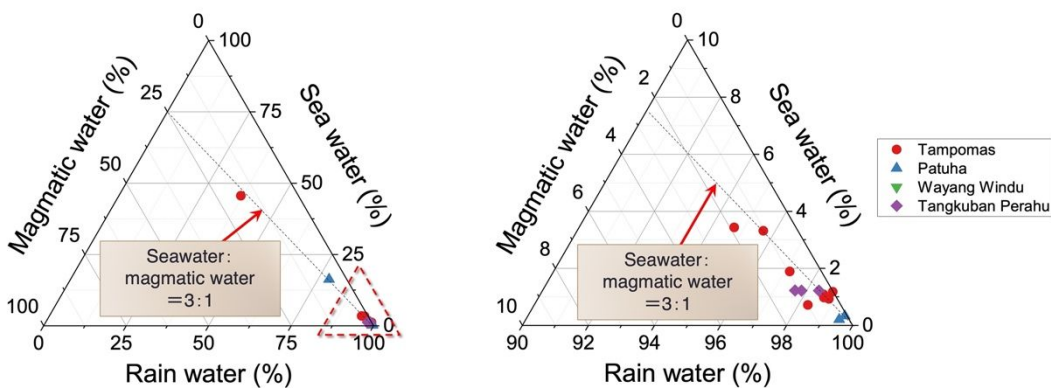 0
100
Magmatic water (%)
25
75
Sea water (%)
50
50
75
25
Seawater:
magmatic water
=3:1
100
0
0
25
50
75
100
Rain water (%)
0
10
Magmatic water (%)
2
8
Sea water (%)
4
6
6
4
8
2
Seawater:
magmatic water
=3:1
10
0
90
92
94
96
98
100
Rain water (%)
Tampomas
Patuha
Wayang Windu
Tangkuban Perahu